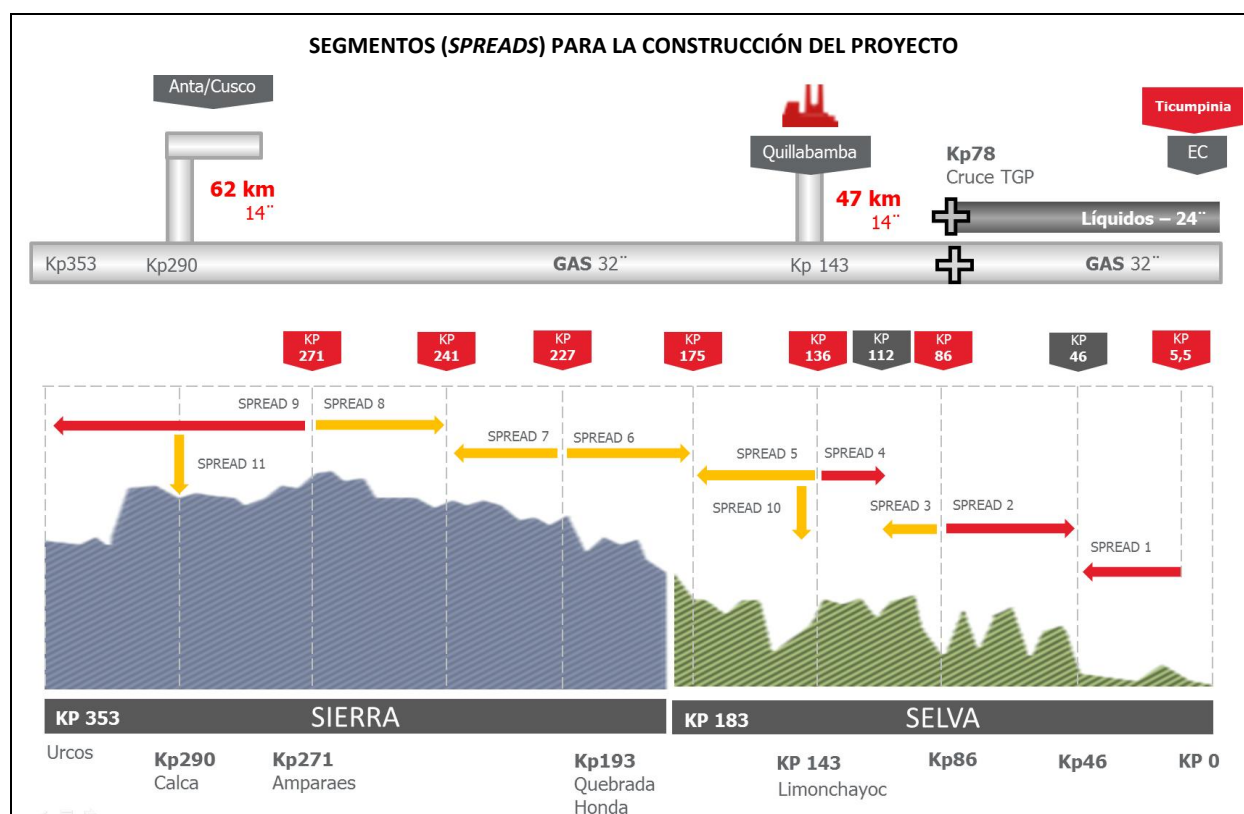 SEGMENTOS (SPREADS) PARA LA CONSTRUCCIÓN DEL PROYECTO
Anta/Cusco
Ticumpinia
Quillabamba
Kp78
EC
Cruce TGP
62 km
14¨
47 km
14¨
Líquidos – 24¨
Kp353
Kp290
GAS 32¨
Kp 143
GAS 32¨
KP
271
KP
241
KP
227
KP
175
KP
136
KP
112
KP
86
KP
46
KP
5,5
SPREAD 9
SPREAD 8
SPREAD 7
SPREAD 6
SPREAD 5
SPREAD 4
SPREAD 11
SPREAD 10
SPREAD 3
SPREAD 2
SPREAD 1
KP 353
SIERRA
KP 183
SELVA
Urcos
Kp290
Calca
Kp271
Amparaes
Kp193
Quebrada
Honda
KP 143
Limonchayoc
Kp86
Kp46
KP 0